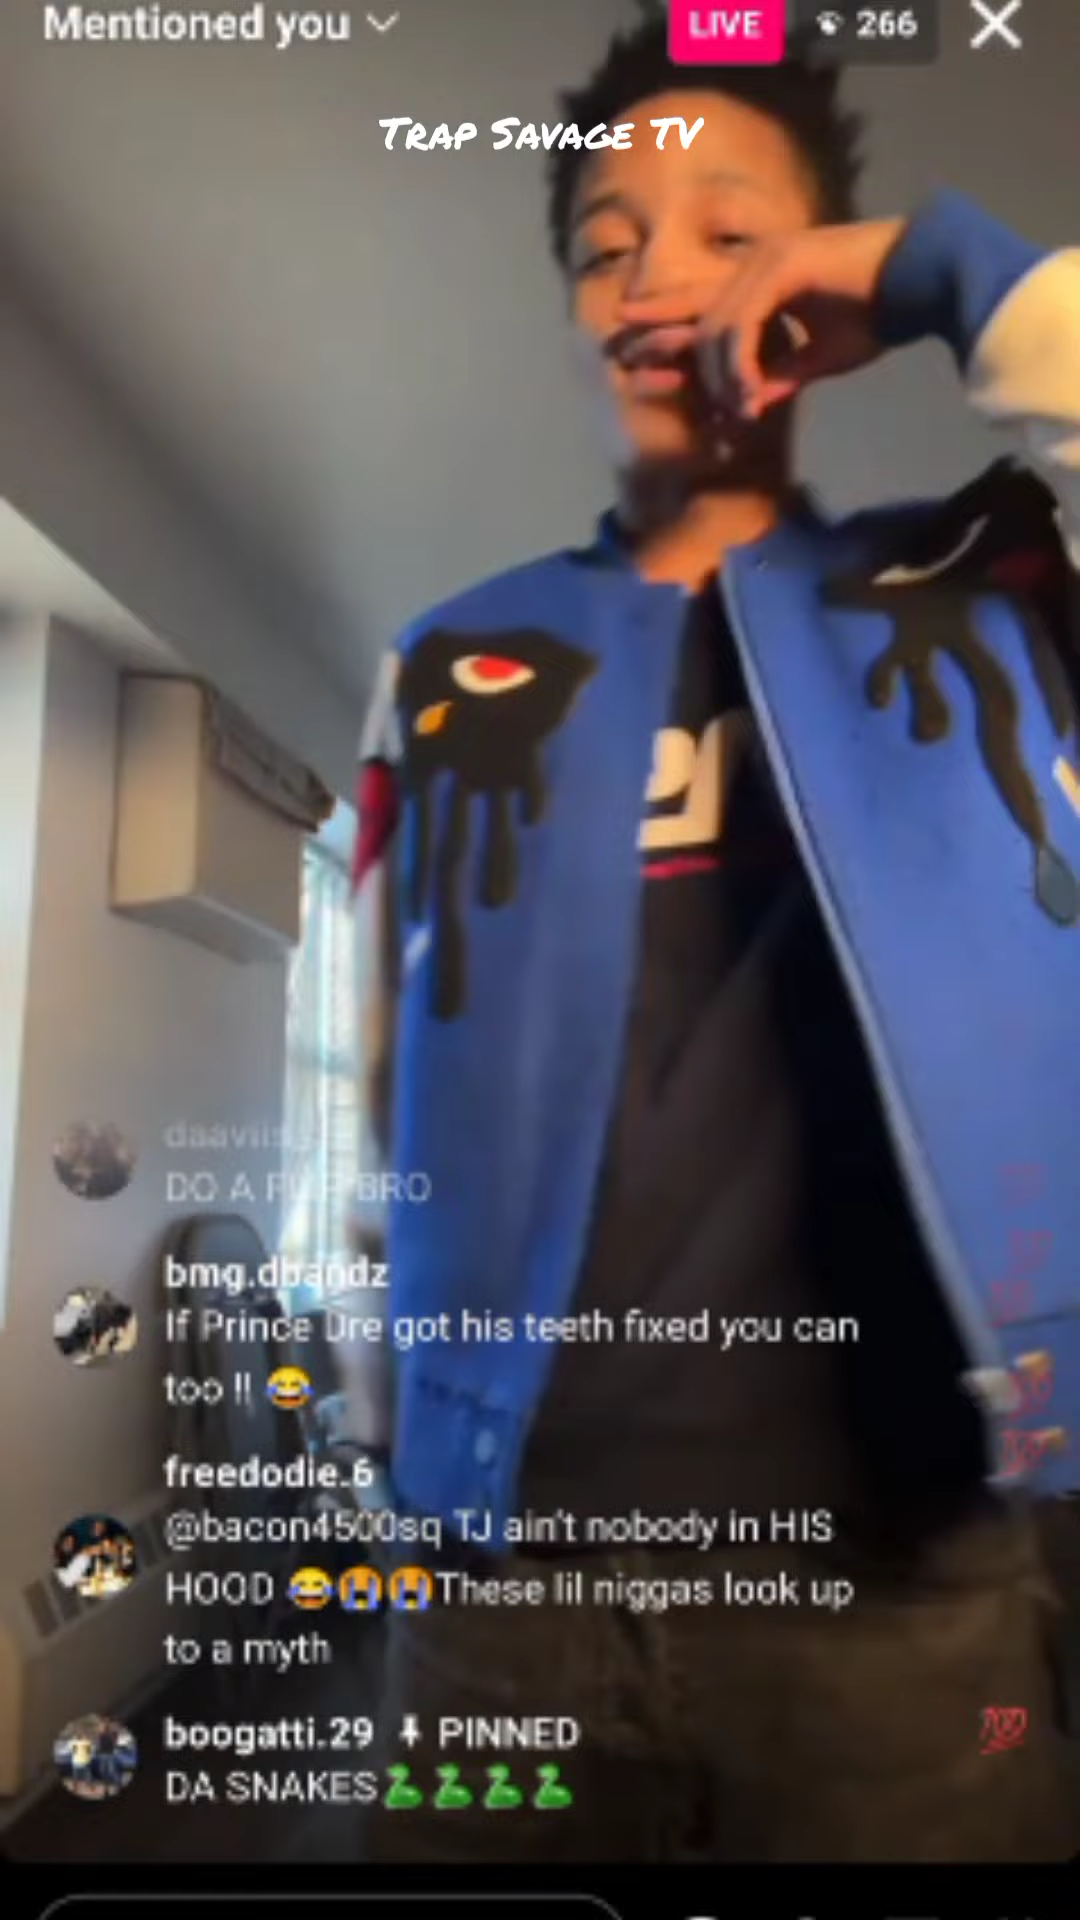 Mentioned you
LIVE
266
TRAP SAVAGE TV
DO A BRO
bmg.dbandz
If Prince Dre got his teeth fixed you can
too !! 😂
freedodie.6
@bacon4500sq TJ ain't nobody in HIS
HOOD 😂😭😭These lil niggas look up
to a myth
boogatti.29 PINNED
DA SNAKES🐍🐍🐍🐍